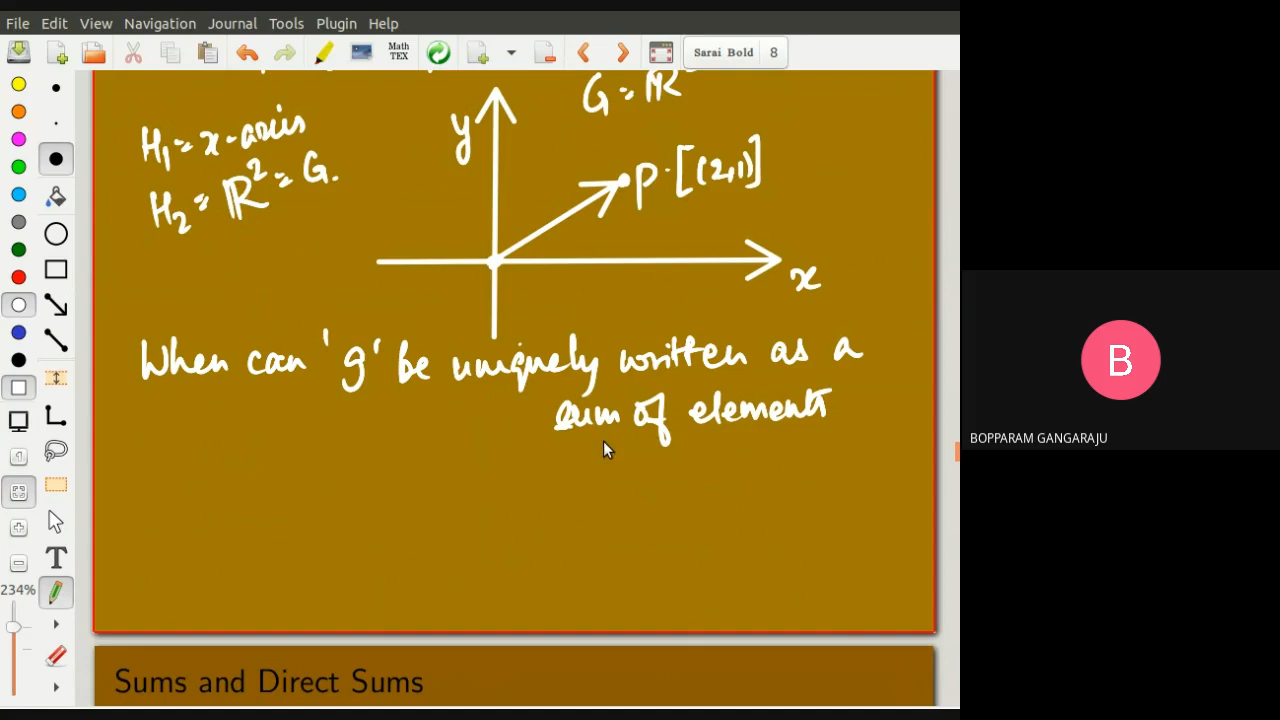 File Edit View Navigation Journal Tools Plugin Help
Math TEX Sarai Bold 8
G = ℝ
H₁ = x-axis
H₂ = ℝ² = G.
y
P. [(2,1)]
x
When can 'g' be uniquely written as a
sum of elements
234%
T
Sums and Direct Sums
B
BOPPARAM GANGARAJU